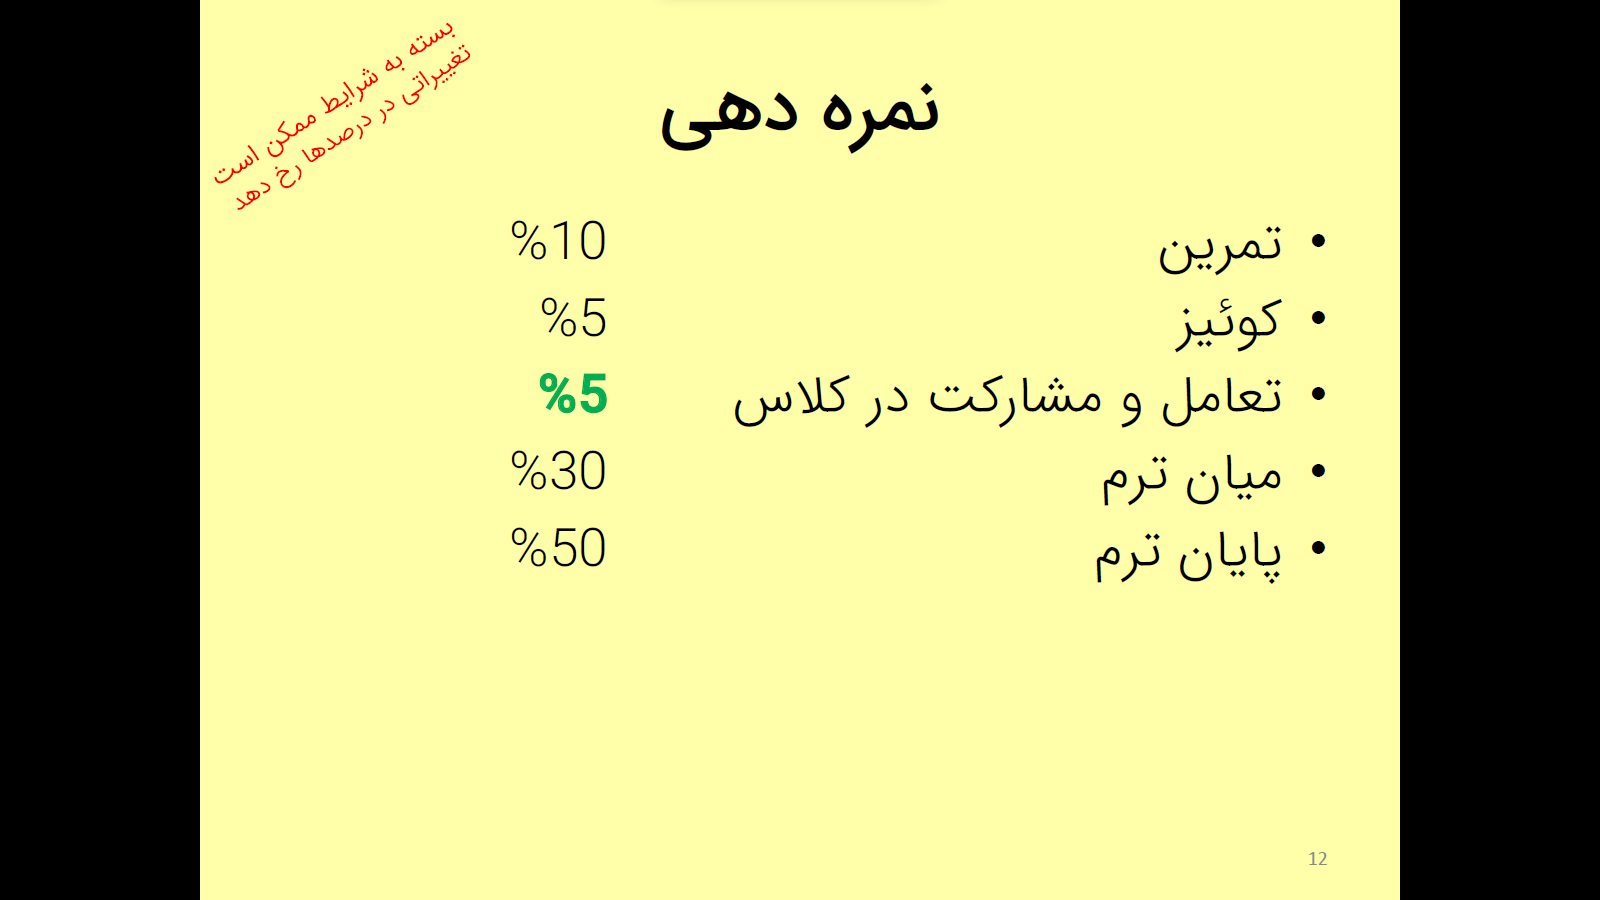 بسته به شرایط ممکن است
تغییراتی در درصدها رخ دهد
نمره دهی
• تمرین %10
• کوئیز %5
• تعامل و مشارکت در کلاس %5
• میان ترم %30
• پایان ترم %50
12